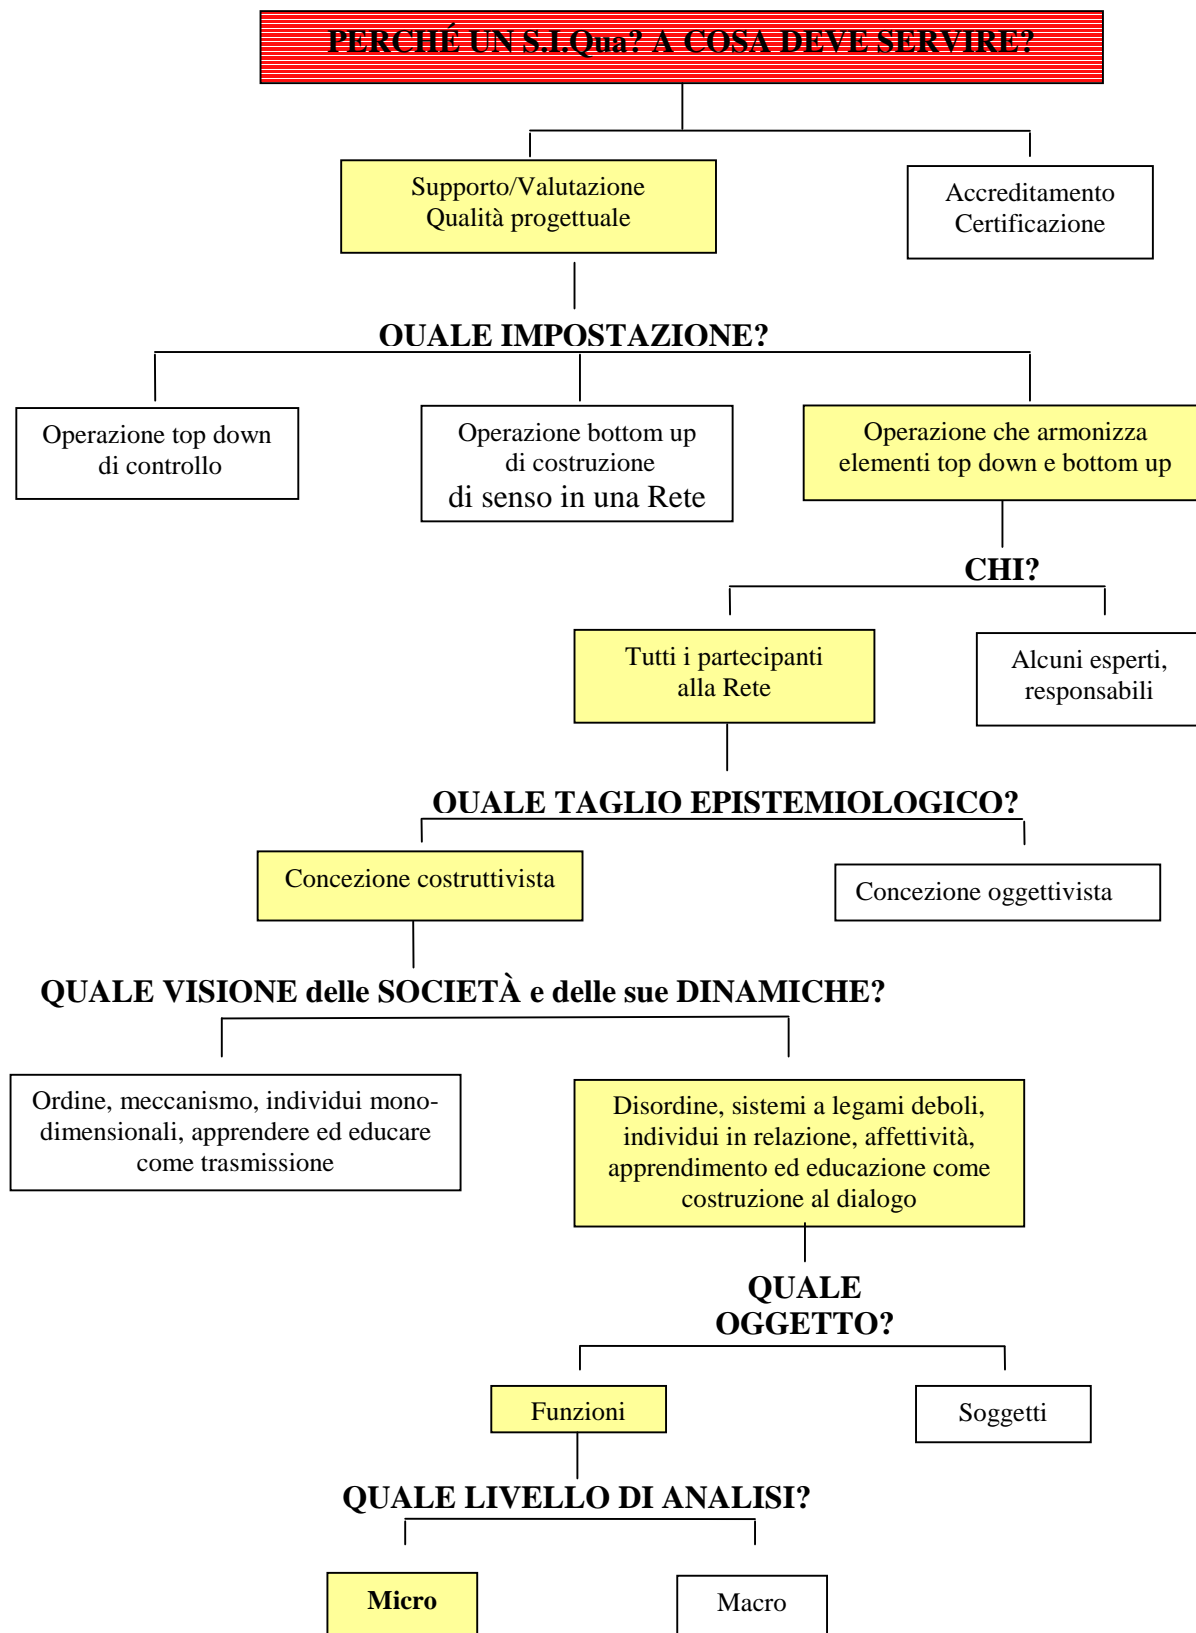 PERCHÉ UN S.I.Qua? A COSA DEVE SERVIRE?
Supporto/Valutazione
Qualità progettuale
Accreditamento
Certificazione
QUALE IMPOSTAZIONE?
Operazione top down
di controllo
Operazione bottom up
di costruzione
di senso in una Rete
Operazione che armonizza
elementi top down e bottom up
CHI?
Tutti i partecipanti
alla Rete
Alcuni esperti,
responsabili
QUALE TAGLIO EPISTEMIOLOGICO?
Concezione costruttivista
Concezione oggettivista
QUALE VISIONE delle SOCIETÀ e delle sue DINAMICHE?
Ordine, meccanismo, individui mono-
dimensionali, apprendere ed educare
come trasmissione
Disordine, sistemi a legami deboli,
individui in relazione, affettività,
apprendimento ed educazione come
costruzione al dialogo
QUALE
OGGETTO?
Funzioni
Soggetti
QUALE LIVELLO DI ANALISI?
Micro
Macro